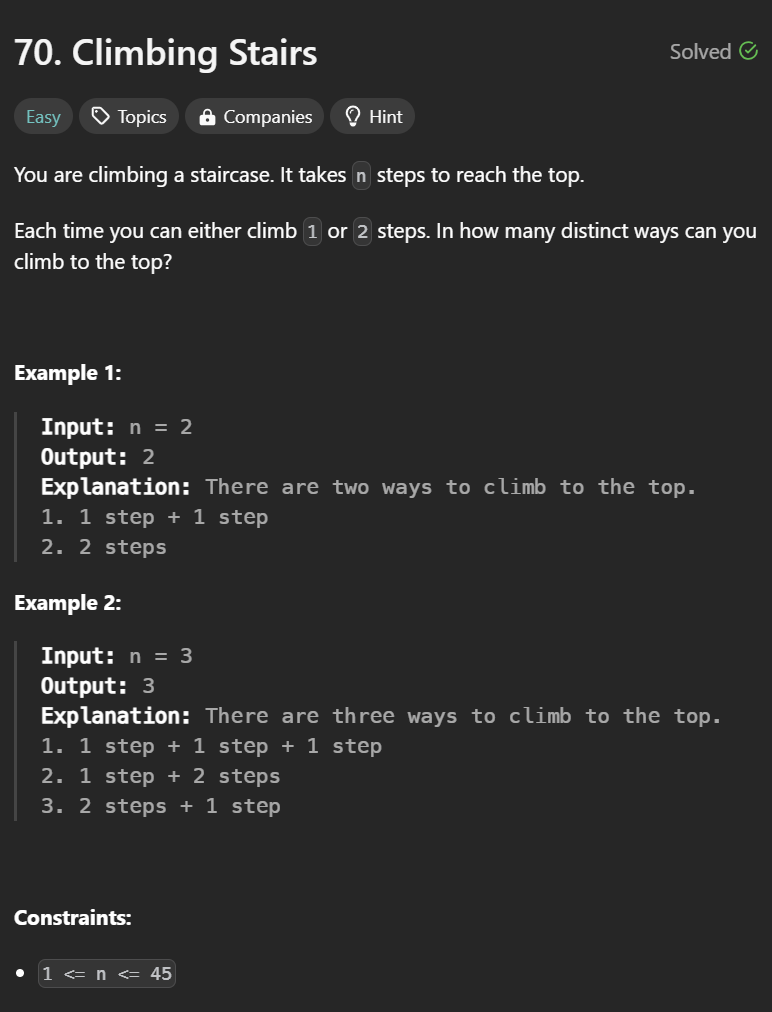 70. Climbing Stairs
Solved
Easy
Topics
Companies
Hint
You are climbing a staircase. It takes n steps to reach the top.
Each time you can either climb 1 or 2 steps. In how many distinct ways can you
climb to the top?
Example 1:
Input: n = 2
Output: 2
Explanation: There are two ways to climb to the top.
1. 1 step + 1 step
2. 2 steps
Example 2:
Input: n = 3
Output: 3
Explanation: There are three ways to climb to the top.
1. 1 step + 1 step + 1 step
2. 1 step + 2 steps
3. 2 steps + 1 step
Constraints:
• 1 <= n <= 45